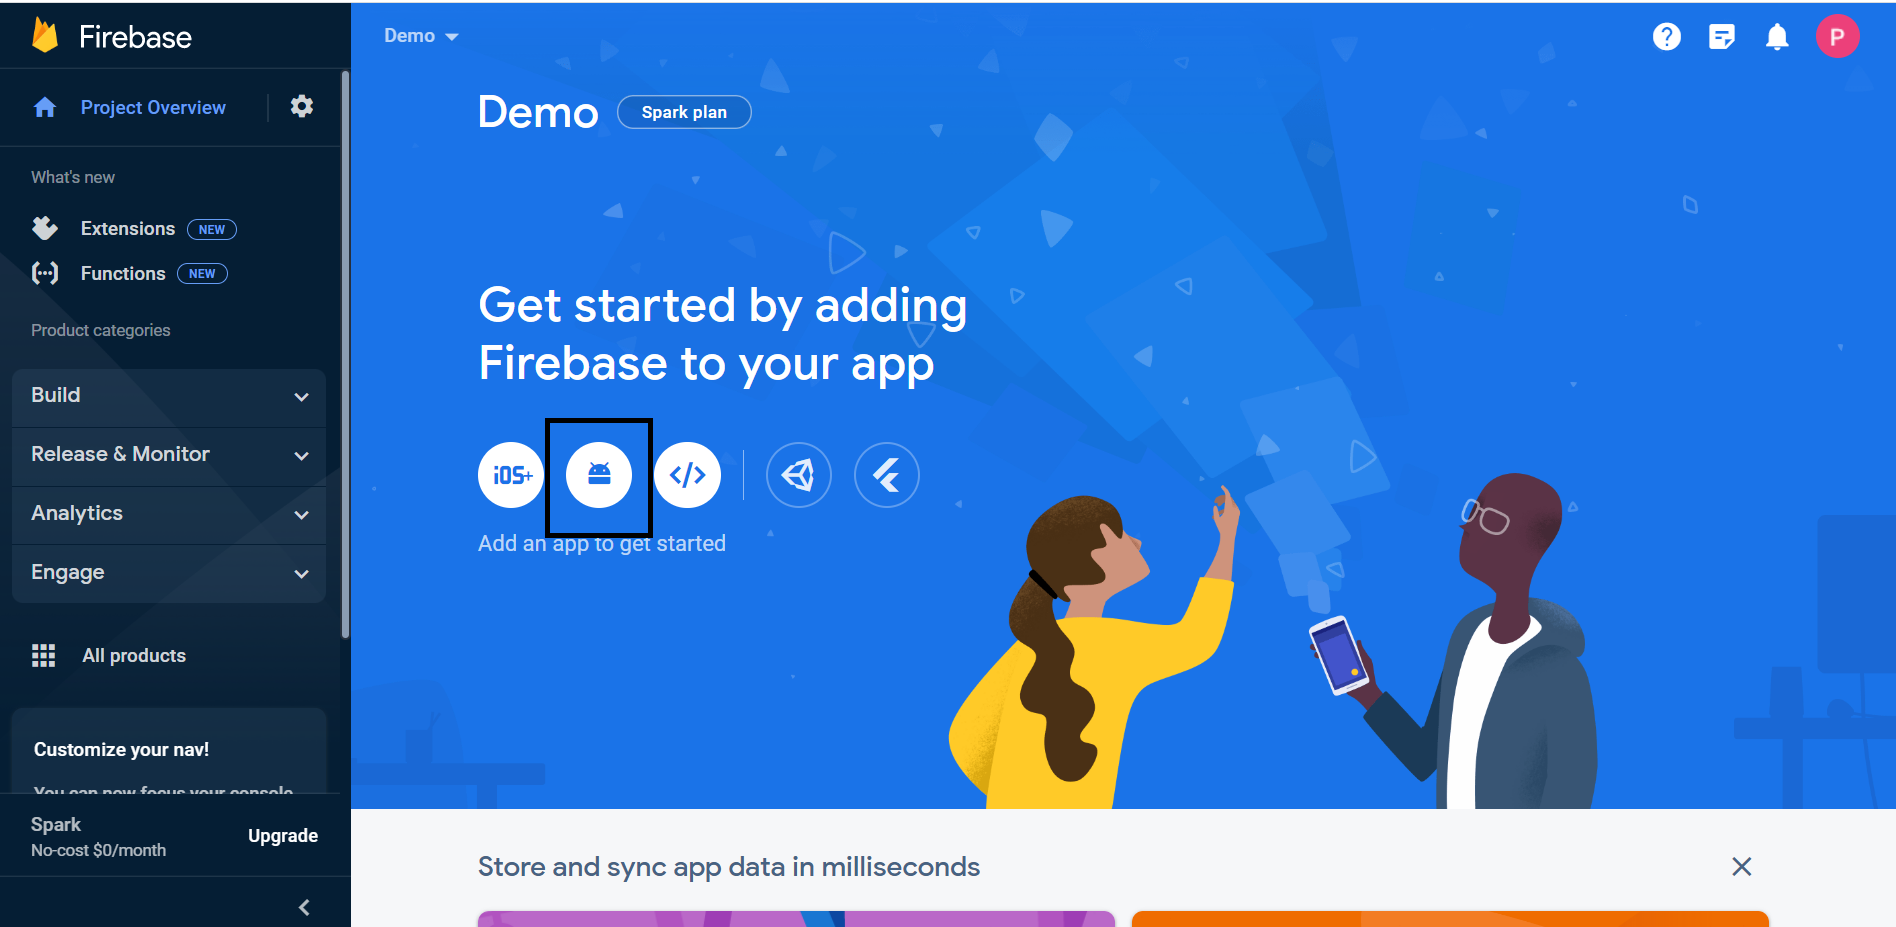 Firebase
Project Overview
What's new
Extensions NEW
Functions NEW
Product categories
Build
Release & Monitor
Analytics
Engage
All products
Customize your nav!
You can now focus your console
Spark
No-cost $0/month
Upgrade
Demo
P
Demo Spark plan
Get started by adding
Firebase to your app
iOS+
</>
Add an app to get started
Store and sync app data in milliseconds